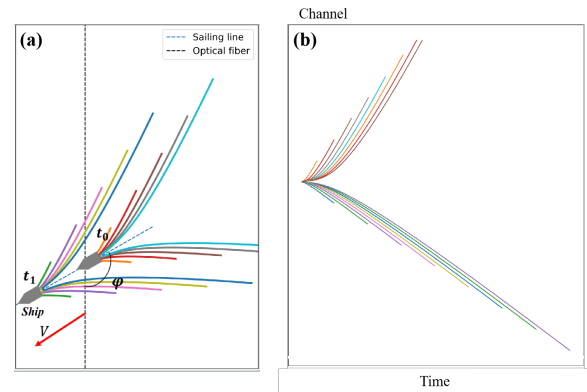 Channel
(a)
Sailing line
Optical fiber
(b)
t₀
t₁
φ
Ship
V
Time